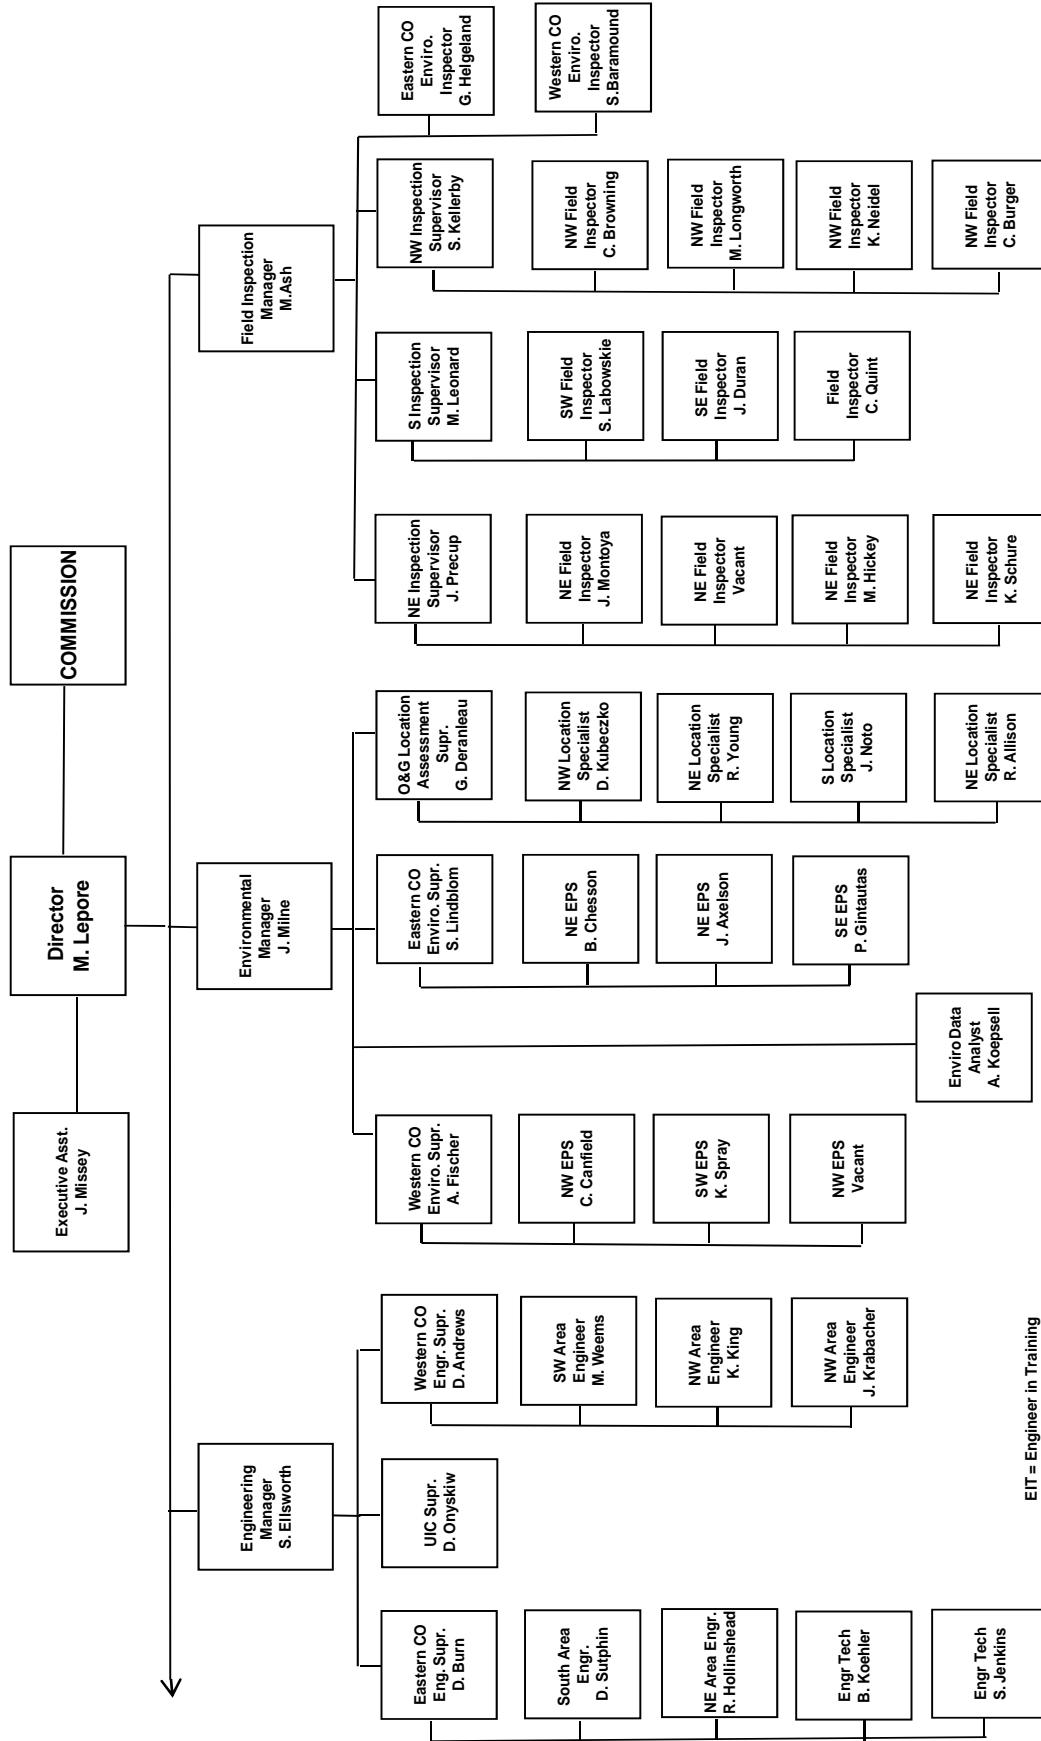 COMMISSION
Director
M. Lepore
Executive Asst.
J. Missey
Engineering
Manager
S. Ellsworth
Environmental
Manager
J. Milne
Field Inspection
Manager
M.Ash
Eastern CO
Eng. Supr.
D. Burn
South Area
Engr.
D. Sutphin
NE Area Engr.
R. Hollinshead
Engr Tech
B. Koehler
Engr Tech
S. Jenkins
UIC Supr.
D. Onyskiw
Western CO
Engr. Supr.
D. Andrews
SW Area
Engineer
M. Weems
NW Area
Engineer
K. King
NW Area
Engineer
J. Krabacher
Western CO
Enviro. Supr.
A. Fischer
NW EPS
C. Canfield
SW EPS
K. Spray
NW EPS
Vacant
Enviro Data
Analyst
A. Koepsell
Eastern CO
Enviro. Supr.
S. Lindblom
NE EPS
B. Chesson
NE EPS
J. Axelson
SE EPS
P. Gintautas
O&G Location
Assessment
Supr.
G. Deranleau
NW Location
Specialist
D. Kubeczko
NE Location
Specialist
R. Young
S Location
Specialist
J. Noto
NE Location
Specialist
R. Allison
NE Inspection
Supervisor
J. Precup
NE Field
Inspector
J. Montoya
NE Field
Inspector
Vacant
NE Field
Inspector
M. Hickey
NE Field
Inspector
K. Schure
S Inspection
Supervisor
M. Leonard
SW Field
Inspector
S. Labowskie
SE Field
Inspector
J. Duran
Field
Inspector
C. Quint
NW Inspection
Supervisor
S. Kellerby
NW Field
Inspector
C. Browning
NW Field
Inspector
M. Longworth
NW Field
Inspector
K. Neidel
NW Field
Inspector
C. Burger
Eastern CO
Enviro.
Inspector
G. Helgeland
Western CO
Enviro.
Inspector
S.Baramound
EIT = Engineer in Training